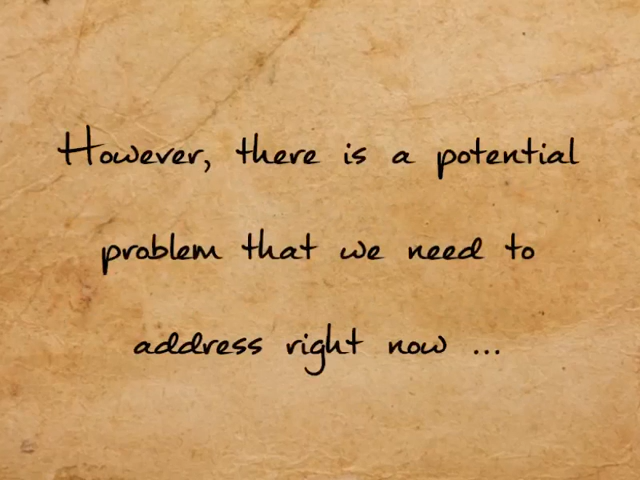 However, there is a potential
problem that we need to
address right now ...